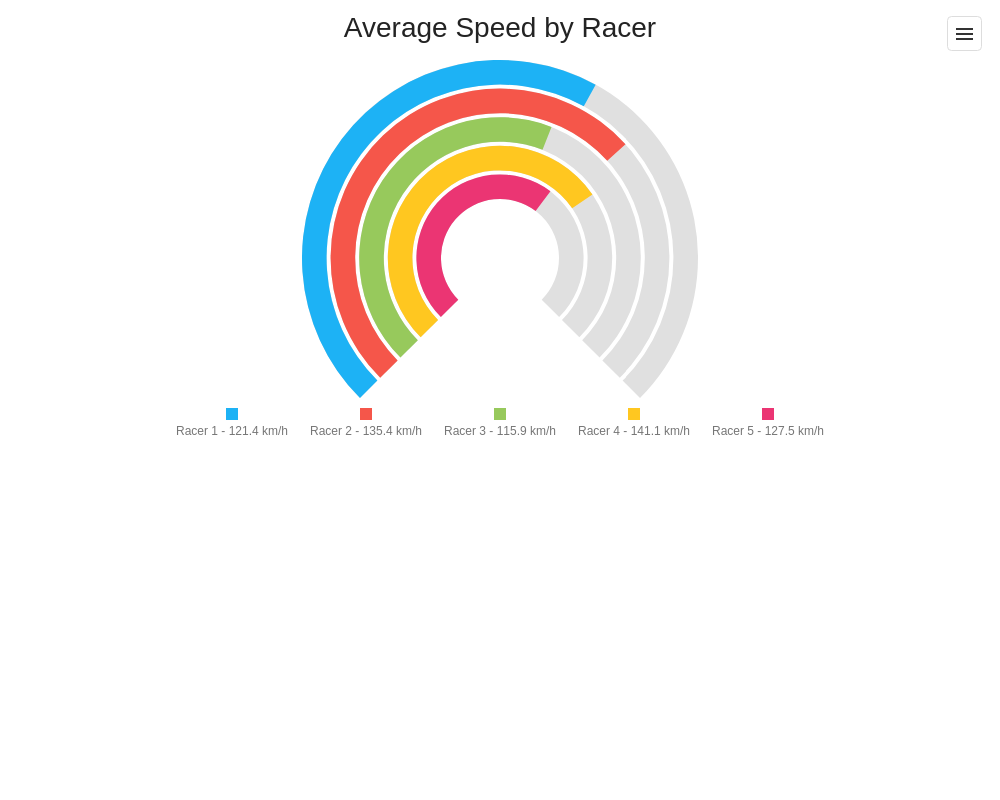 Average Speed by Racer
Racer 1 - 121.4 km/h
Racer 2 - 135.4 km/h
Racer 3 - 115.9 km/h
Racer 4 - 141.1 km/h
Racer 5 - 127.5 km/h